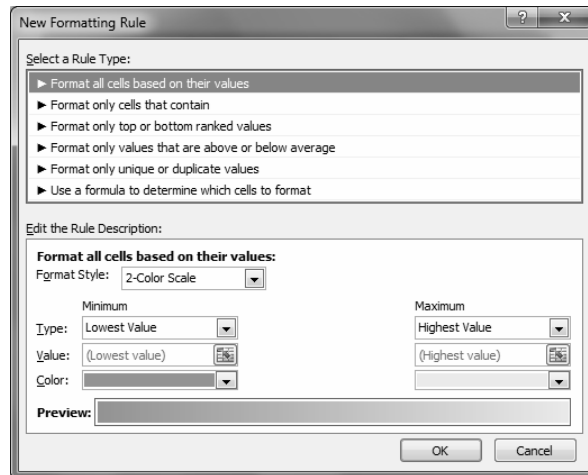 New Formatting Rule
Select a Rule Type:
► Format all cells based on their values
► Format only cells that contain
► Format only top or bottom ranked values
► Format only values that are above or below average
► Format only unique or duplicate values
► Use a formula to determine which cells to format
Edit the Rule Description:
Format all cells based on their values:
Format Style: 2-Color Scale
Minimum Maximum
Type: Lowest Value Highest Value
Value: (Lowest value) (Highest value)
Color:
Preview:
OK Cancel